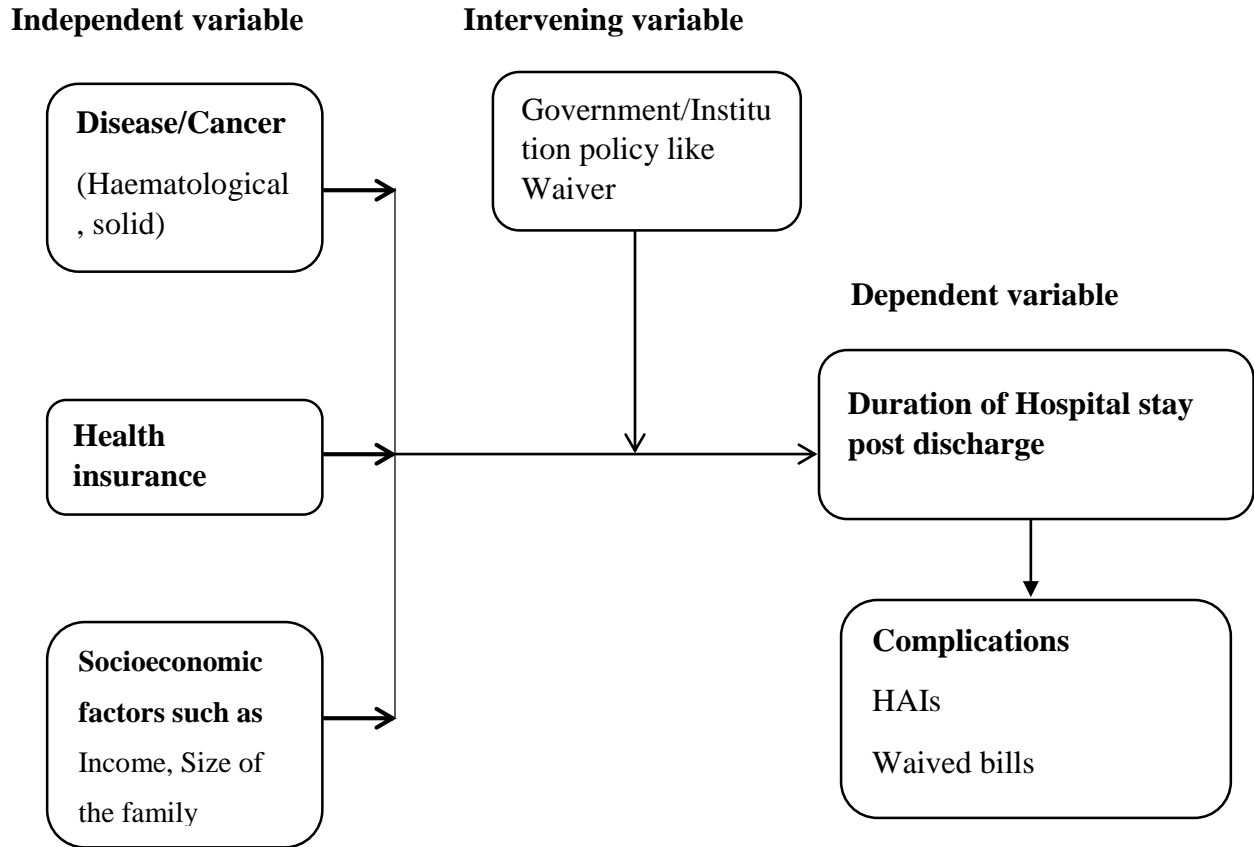 Independent variable
Intervening variable
Disease/Cancer
(Haematological
, solid)
Government/Institu
tion policy like
Waiver
Dependent variable
Health
insurance
Duration of Hospital stay
post discharge
Socioeconomic
factors such as
Income, Size of
the family
Complications
HAIs
Waived bills